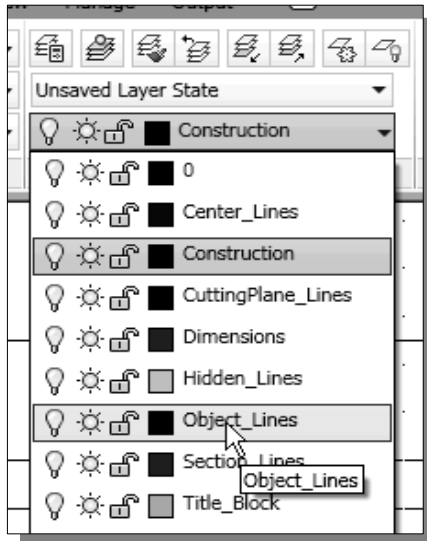 Manage
Output
Unsaved Layer State
Construction
0
Center_Lines
Construction
CuttingPlane_Lines
Dimensions
Hidden_Lines
Object_Lines
Section_Lines
Object_Lines
Title_Block